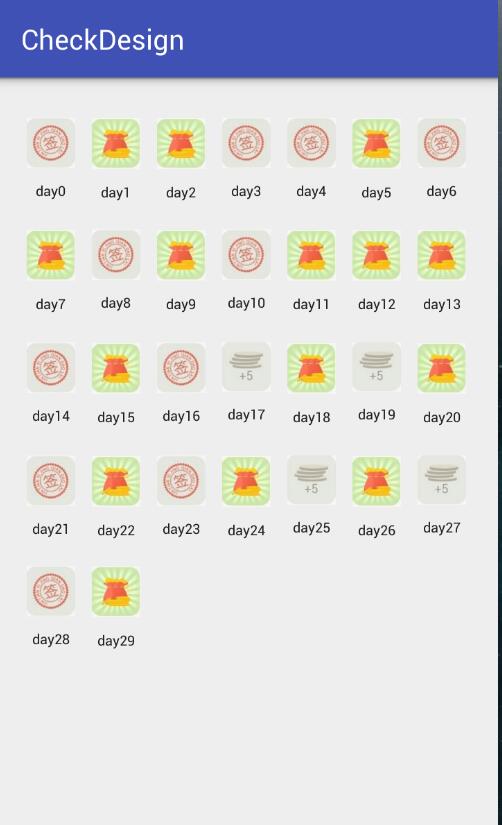 CheckDesign
签 签 签 签
day0 day1 day2 day3 day4 day5 day6
签 签
day7 day8 day9 day10 day11 day12 day13
签 签 +5 +5
day14 day15 day16 day17 day18 day19 day20
签 签 +5 +5
day21 day22 day23 day24 day25 day26 day27
签
day28 day29